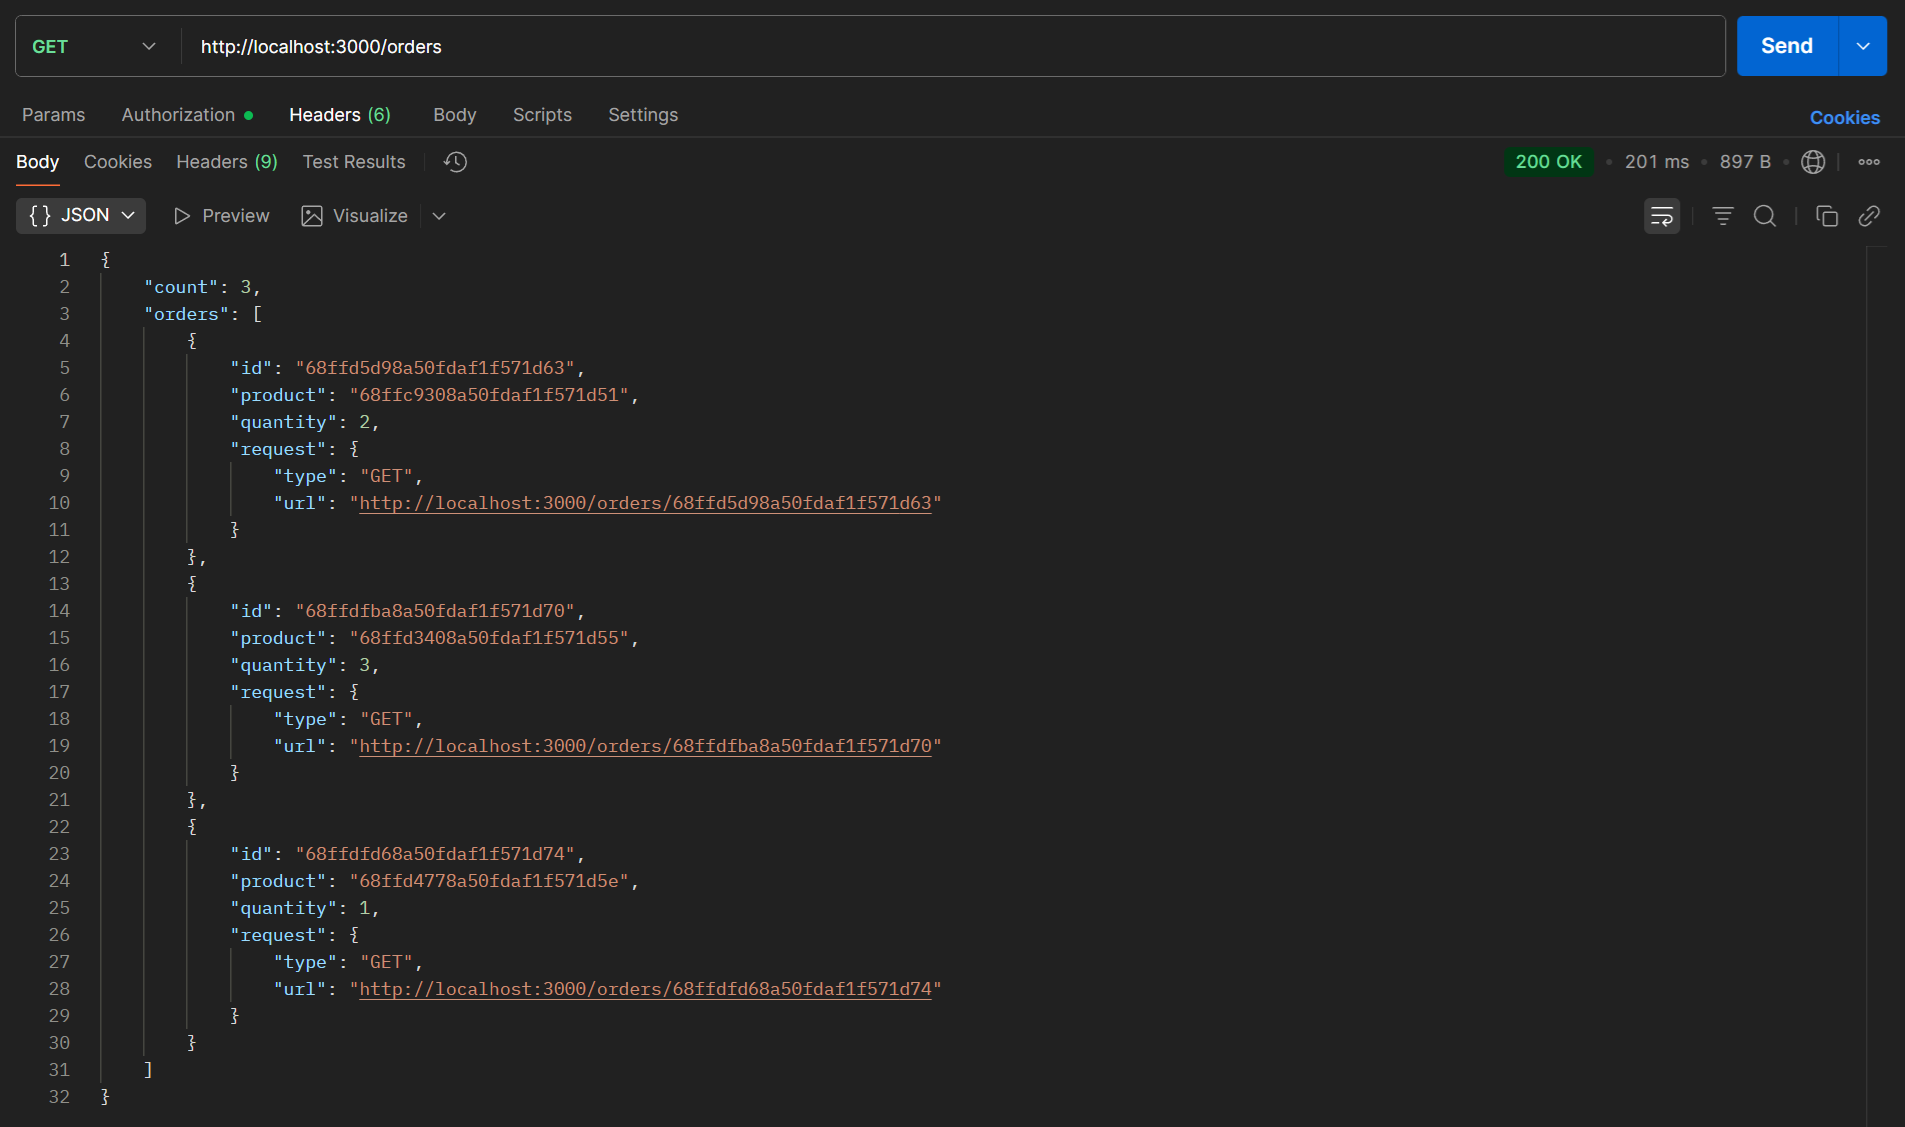 GET http://localhost:3000/orders Send
Params Authorization Headers (6) Body Scripts Settings Cookies
Body Cookies Headers (9) Test Results 200 OK 201 ms 897 B
{} JSON Preview Visualize
1 {
2 "count": 3,
3 "orders": [
4 {
5 "id": "68ffd5d98a50fdaf1f571d63",
6 "product": "68ffc9308a50fdaf1f571d51",
7 "quantity": 2,
8 "request": {
9 "type": "GET",
10 "url": "http://localhost:3000/orders/68ffd5d98a50fdaf1f571d63"
11 }
12 },
13 {
14 "id": "68ffdfba8a50fdaf1f571d70",
15 "product": "68ffd3408a50fdaf1f571d55",
16 "quantity": 3,
17 "request": {
18 "type": "GET",
19 "url": "http://localhost:3000/orders/68ffdfba8a50fdaf1f571d70"
20 }
21 },
22 {
23 "id": "68ffdfd68a50fdaf1f571d74",
24 "product": "68ffd4778a50fdaf1f571d5e",
25 "quantity": 1,
26 "request": {
27 "type": "GET",
28 "url": "http://localhost:3000/orders/68ffdfd68a50fdaf1f571d74"
29 }
30 }
31 ]
32 }